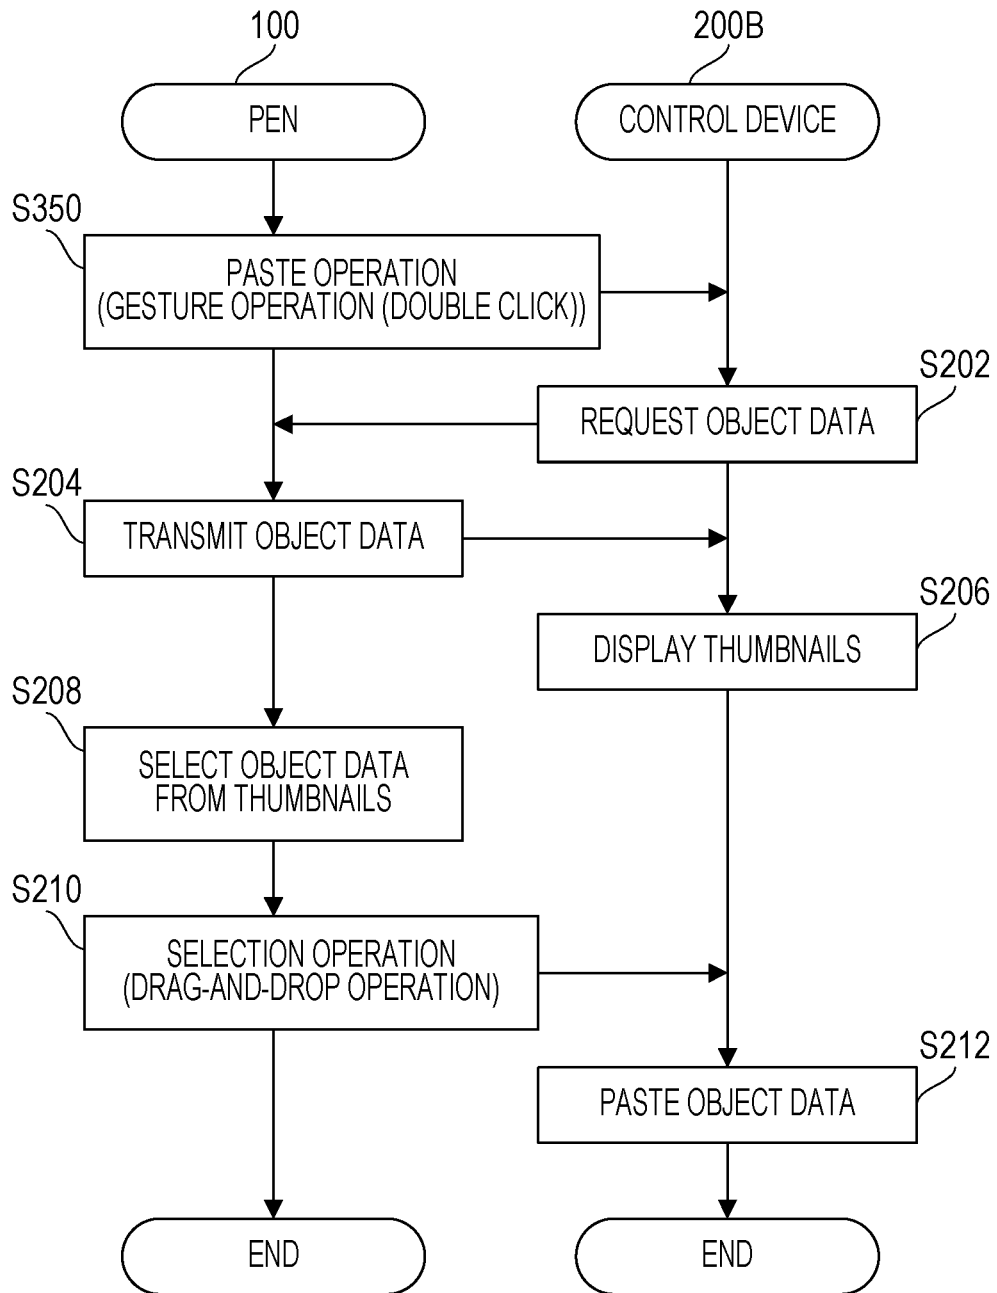 100
200B
PEN
CONTROL DEVICE
S350
PASTE OPERATION
(GESTURE OPERATION (DOUBLE CLICK))
S202
REQUEST OBJECT DATA
S204
TRANSMIT OBJECT DATA
S206
DISPLAY THUMBNAILS
S208
SELECT OBJECT DATA
FROM THUMBNAILS
S210
SELECTION OPERATION
(DRAG-AND-DROP OPERATION)
S212
PASTE OBJECT DATA
END
END